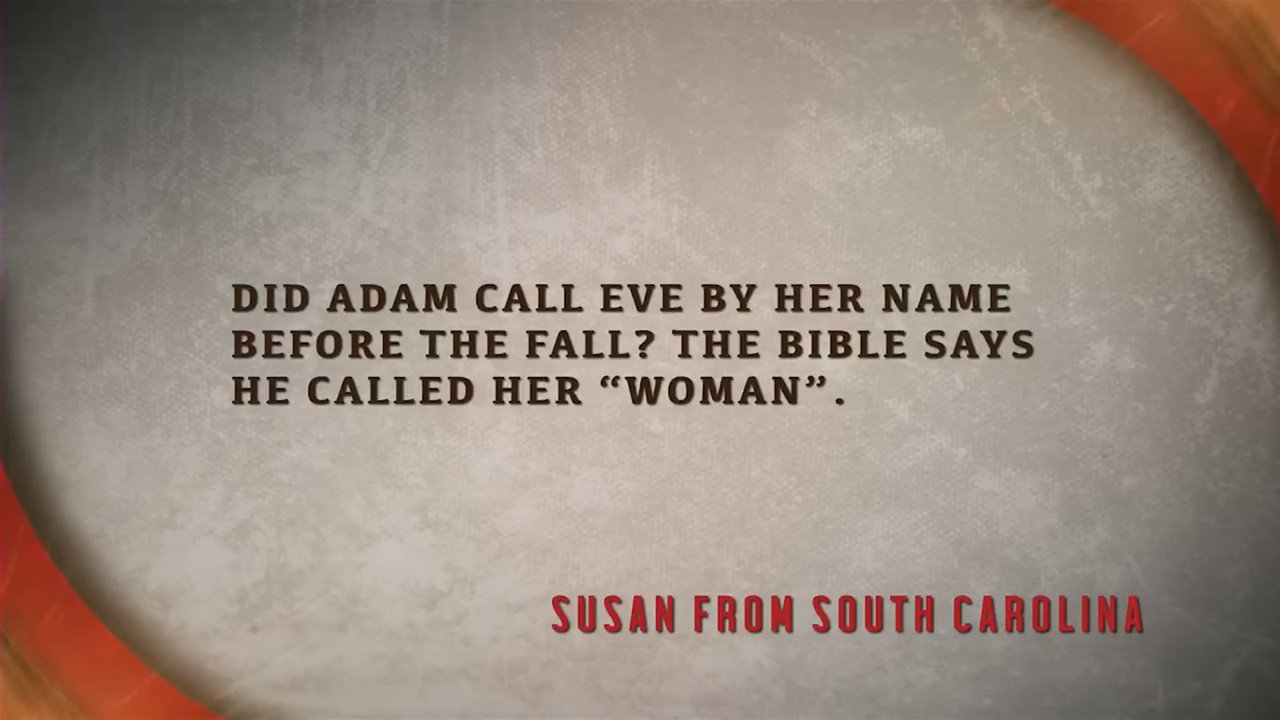 DID ADAM CALL EVE BY HER NAME
BEFORE THE FALL? THE BIBLE SAYS
HE CALLED HER “WOMAN”.
SUSAN FROM SOUTH CAROLINA